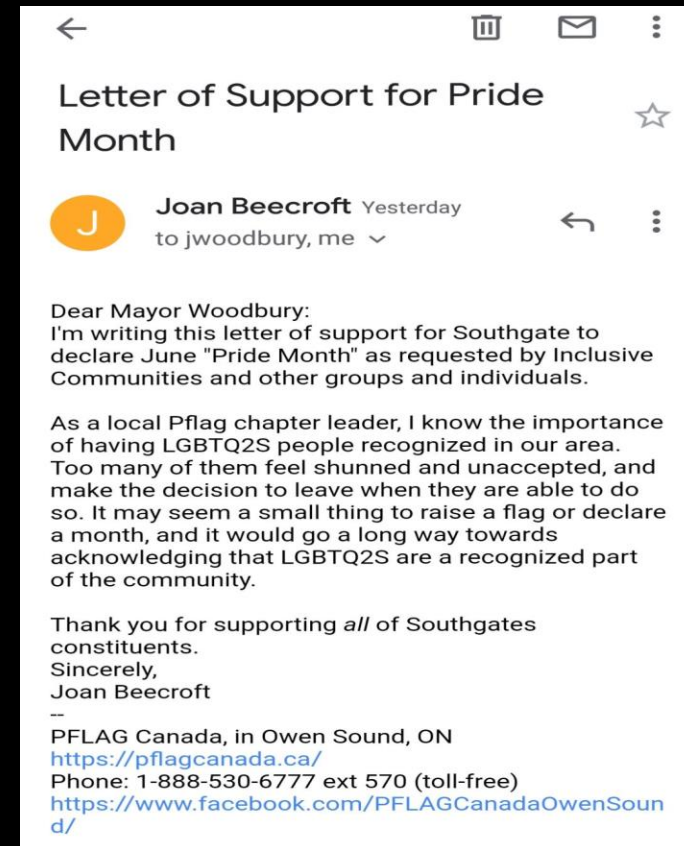 Letter of Support for Pride
Month
J
Joan Beecroft Yesterday
to jwoodbury, me
Dear Mayor Woodbury:
I'm writing this letter of support for Southgate to
declare June "Pride Month" as requested by Inclusive
Communities and other groups and individuals.
As a local Pflag chapter leader, I know the importance
of having LGBTQ2S people recognized in our area.
Too many of them feel shunned and unaccepted, and
make the decision to leave when they are able to do
so. It may seem a small thing to raise a flag or declare
a month, and it would go a long way towards
acknowledging that LGBTQ2S are a recognized part
of the community.
Thank you for supporting all of Southgates
constituents.
Sincerely,
Joan Beecroft
--
PFLAG Canada, in Owen Sound, ON
https://pflagcanada.ca/
Phone: 1-888-530-6777 ext 570 (toll-free)
https://www.facebook.com/PFLAGCanadaOwenSoun
d/